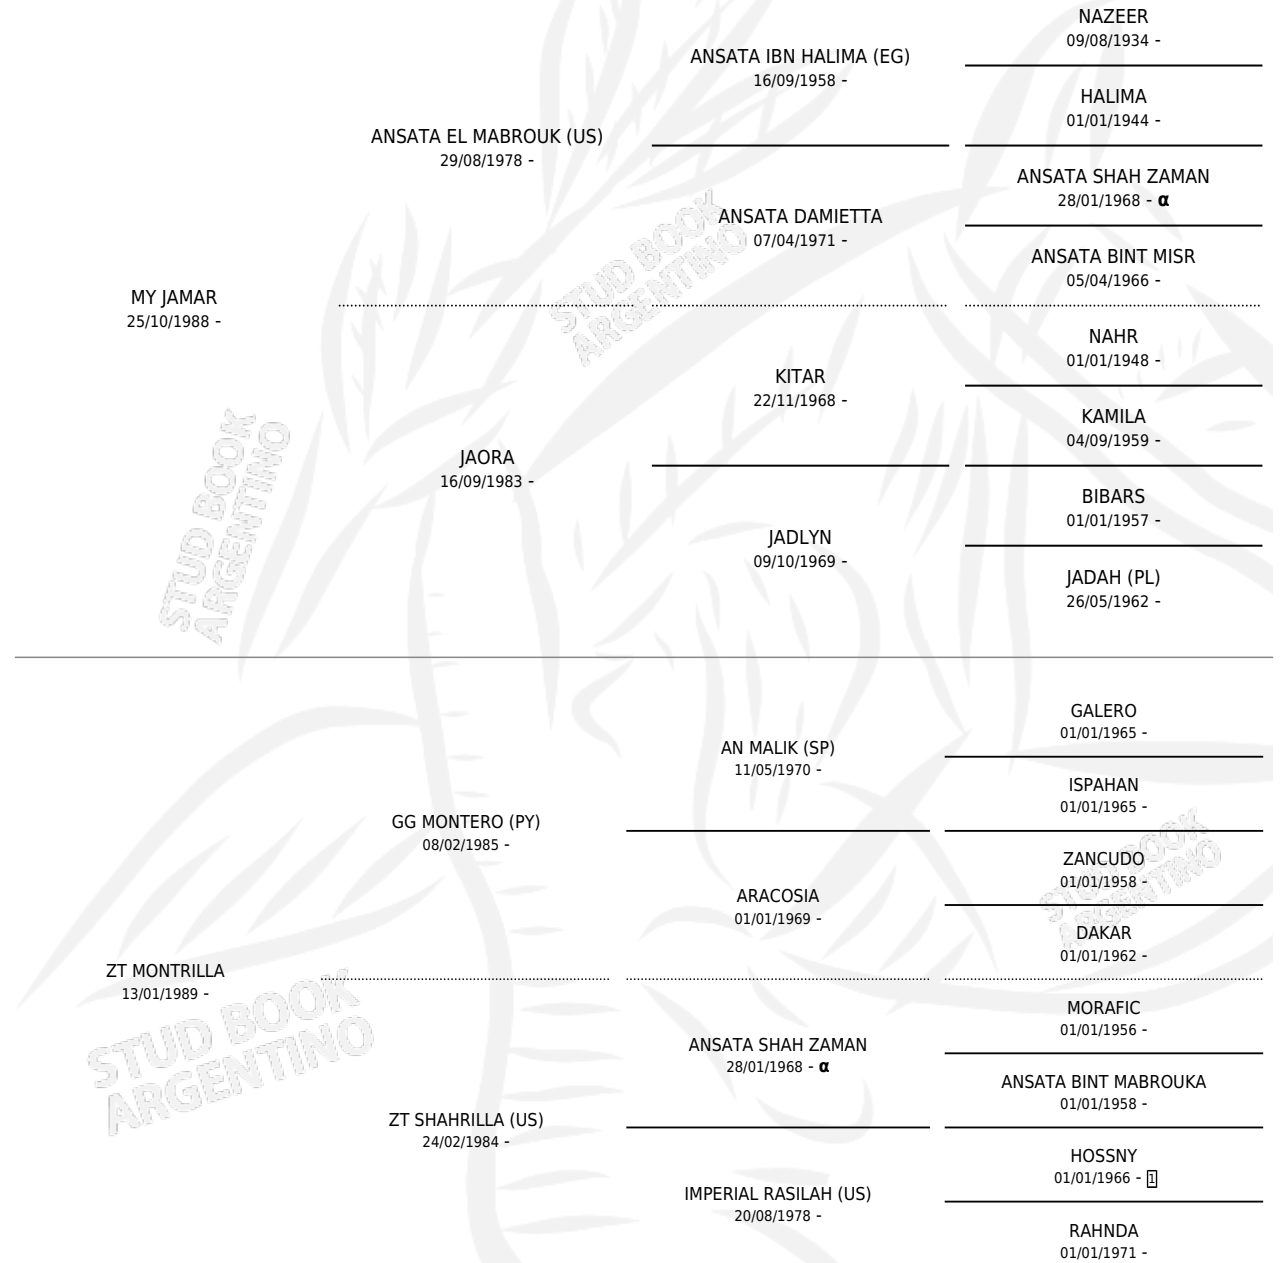 NAZEER
09/08/1934 -
ANSATA IBN HALIMA (EG)
16/09/1958 -
HALIMA
01/01/1944 -
ANSATA EL MABROUK (US)
29/08/1978 -
ANSATA SHAH ZAMAN
28/01/1968 - α
ANSATA DAMIETTA
07/04/1971 -
ANSATA BINT MISR
05/04/1966 -
MY JAMAR
25/10/1988 -
NAHR
01/01/1948 -
KITAR
22/11/1968 -
KAMILA
04/09/1959 -
JAORA
16/09/1983 -
BIBARS
01/01/1957 -
JADLYN
09/10/1969 -
JADAH (PL)
26/05/1962 -
STUD BOOK
ARGENTINO
STUD BOOK
ARGENTINO
GALERO
01/01/1965 -
AN MALIK (SP)
11/05/1970 -
ISPAHAN
01/01/1965 -
GG MONTERO (PY)
08/02/1985 -
ZANCUDO
01/01/1958 -
ARACOSIA
01/01/1969 -
DAKAR
01/01/1962 -
STUD BOOK
ARGENTINO
ZT MONTRILLA
13/01/1989 -
MORAFIC
01/01/1956 -
ANSATA SHAH ZAMAN
28/01/1968 - α
ANSATA BINT MABROUKA
01/01/1958 -
ZT SHAHRILLA (US)
24/02/1984 -
HOSSNY
01/01/1966 - 1
IMPERIAL RASILAH (US)
20/08/1978 -
RAHNDA
01/01/1971 -
STUD BOOK
ARGENTINO